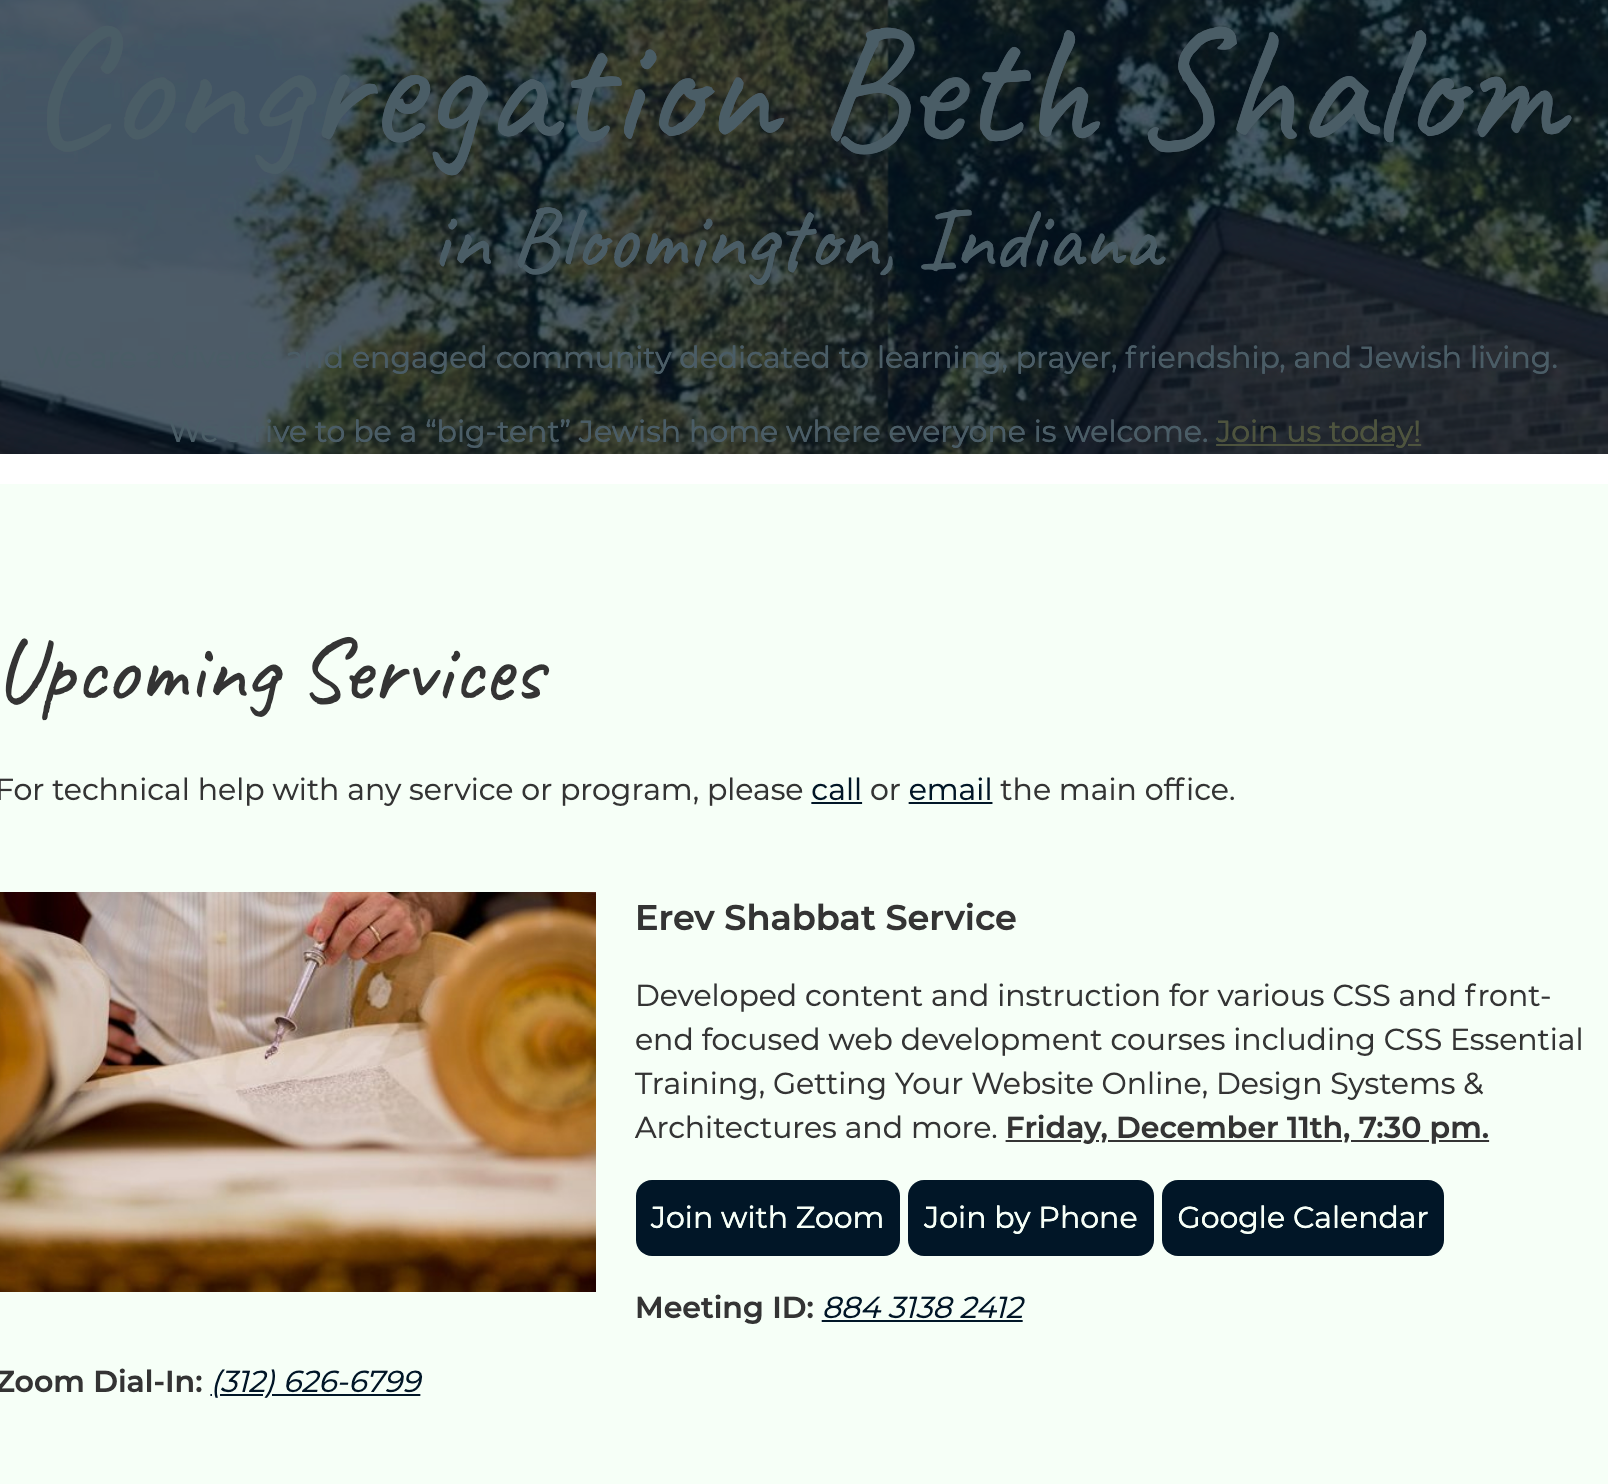 Congregation Beth Shalom
in Bloomington, Indiana
engaged community dedicated to learning, prayer, friendship, and Jewish living.
to be a “big-tent” Jewish home where everyone is welcome. Join us today!
Upcoming Services
For technical help with any service or program, please call or email the main office.
Erev Shabbat Service
Developed content and instruction for various CSS and front-
end focused web development courses including CSS Essential
Training, Getting Your Website Online, Design Systems &
Architectures and more. Friday, December 11th, 7:30 pm.
Join with Zoom Join by Phone Google Calendar
Meeting ID: 884 3138 2412
Zoom Dial-In: (312) 626-6799